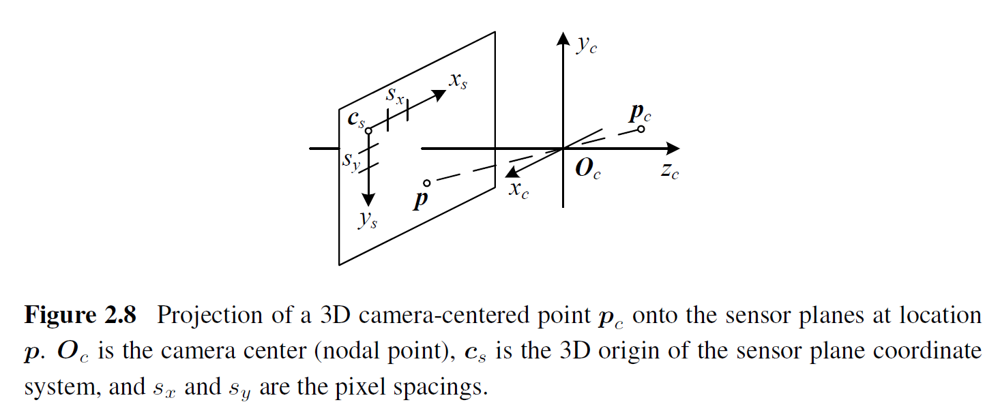 y_c
x_s
s_x
c_s
p_c
s_y
O_c
z_c
x_c
p
y_s
Figure 2.8 Projection of a 3D camera-centered point p_c onto the sensor planes at location
p. O_c is the camera center (nodal point), c_s is the 3D origin of the sensor plane coordinate
system, and s_x and s_y are the pixel spacings.